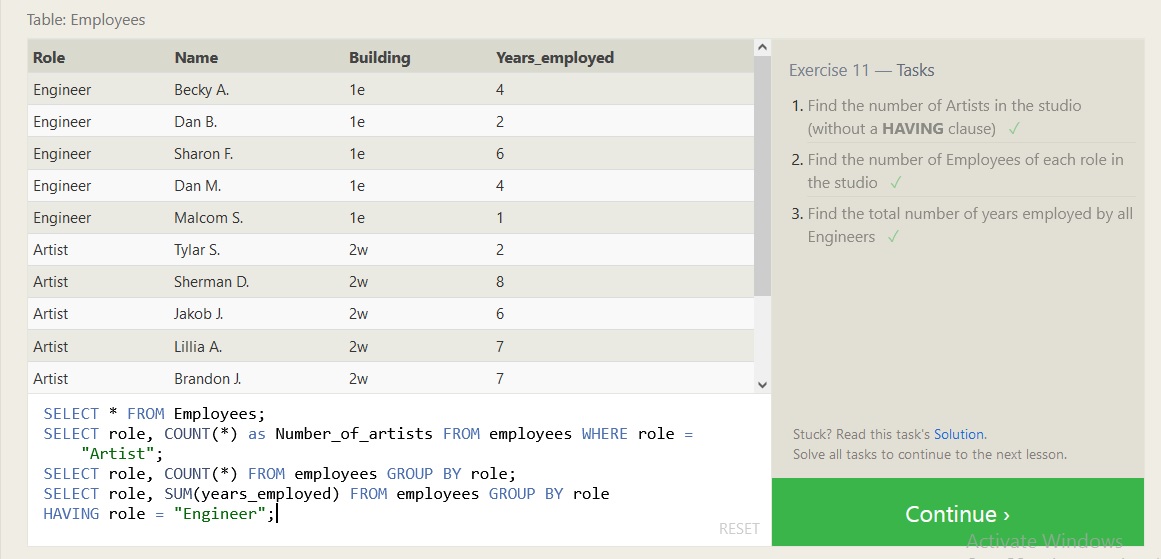 Table: Employees
Role Name Building Years_employed
Engineer Becky A. 1e 4
Engineer Dan B. 1e 2
Engineer Sharon F. 1e 6
Engineer Dan M. 1e 4
Engineer Malcom S. 1e 1
Artist Tylar S. 2w 2
Artist Sherman D. 2w 8
Artist Jakob J. 2w 6
Artist Lillia A. 2w 7
Artist Brandon J. 2w 7
SELECT * FROM Employees;
SELECT role, COUNT(*) as Number_of_artists FROM employees WHERE role =
"Artist";
SELECT role, COUNT(*) FROM employees GROUP BY role;
SELECT role, SUM(years_employed) FROM employees GROUP BY role
HAVING role = "Engineer";
RESET
Exercise 11 — Tasks
1. Find the number of Artists in the studio
(without a HAVING clause) ✓
2. Find the number of Employees of each role in
the studio ✓
3. Find the total number of years employed by all
Engineers ✓
Stuck? Read this task's Solution.
Solve all tasks to continue to the next lesson.
Continue ›
Activate Windows